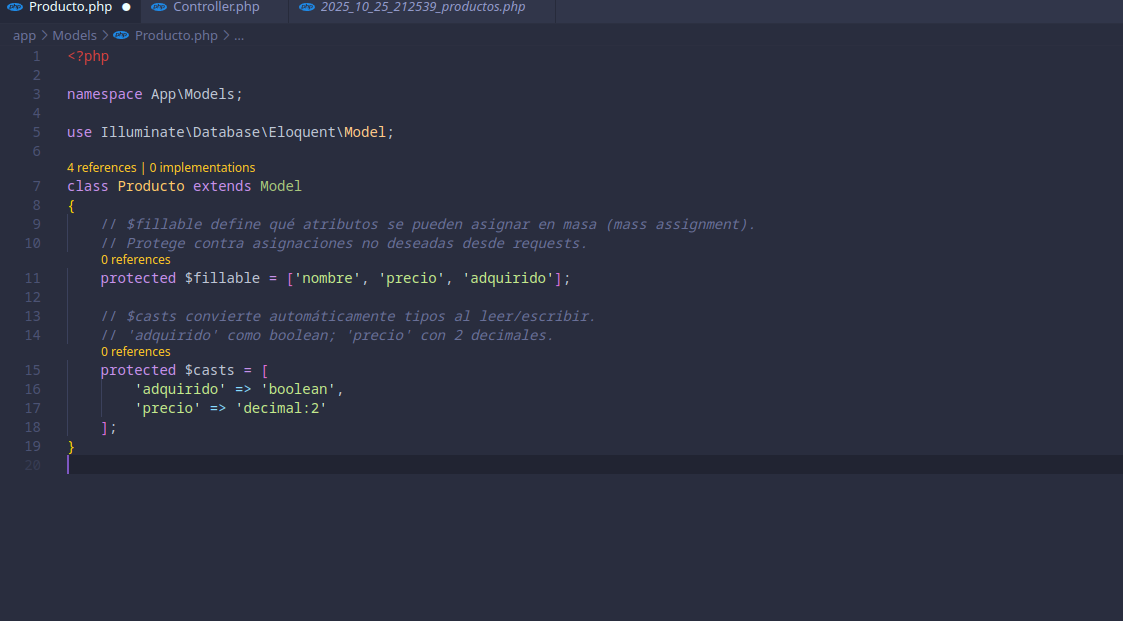 php Producto.php ●
php Controller.php
php 2025_10_25_212539_productos.php
app > Models > php Producto.php > ...
1 <?php
2
3 namespace App\Models;
4
5 use Illuminate\Database\Eloquent\Model;
6
4 references | 0 implementations
7 class Producto extends Model
8 {
9 // $fillable define qué atributos se pueden asignar en masa (mass assignment).
10 // Protege contra asignaciones no deseadas desde requests.
0 references
11 protected $fillable = ['nombre', 'precio', 'adquirido'];
12
13 // $casts convierte automáticamente tipos al leer/escribir.
14 // 'adquirido' como boolean; 'precio' con 2 decimales.
0 references
15 protected $casts = [
16 'adquirido' => 'boolean',
17 'precio' => 'decimal:2'
18 ];
19 }
20